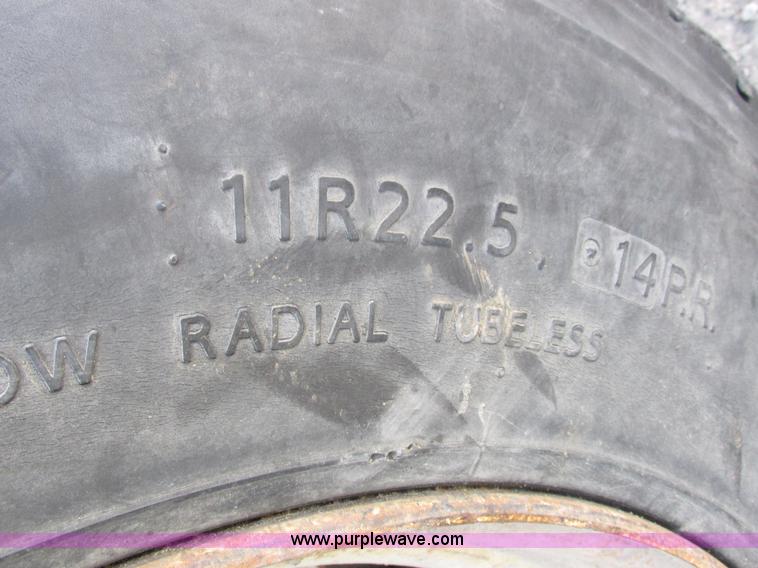 11R22.5 14P.R.
OW R RADIAL TUBELESS
www.purplewave.com